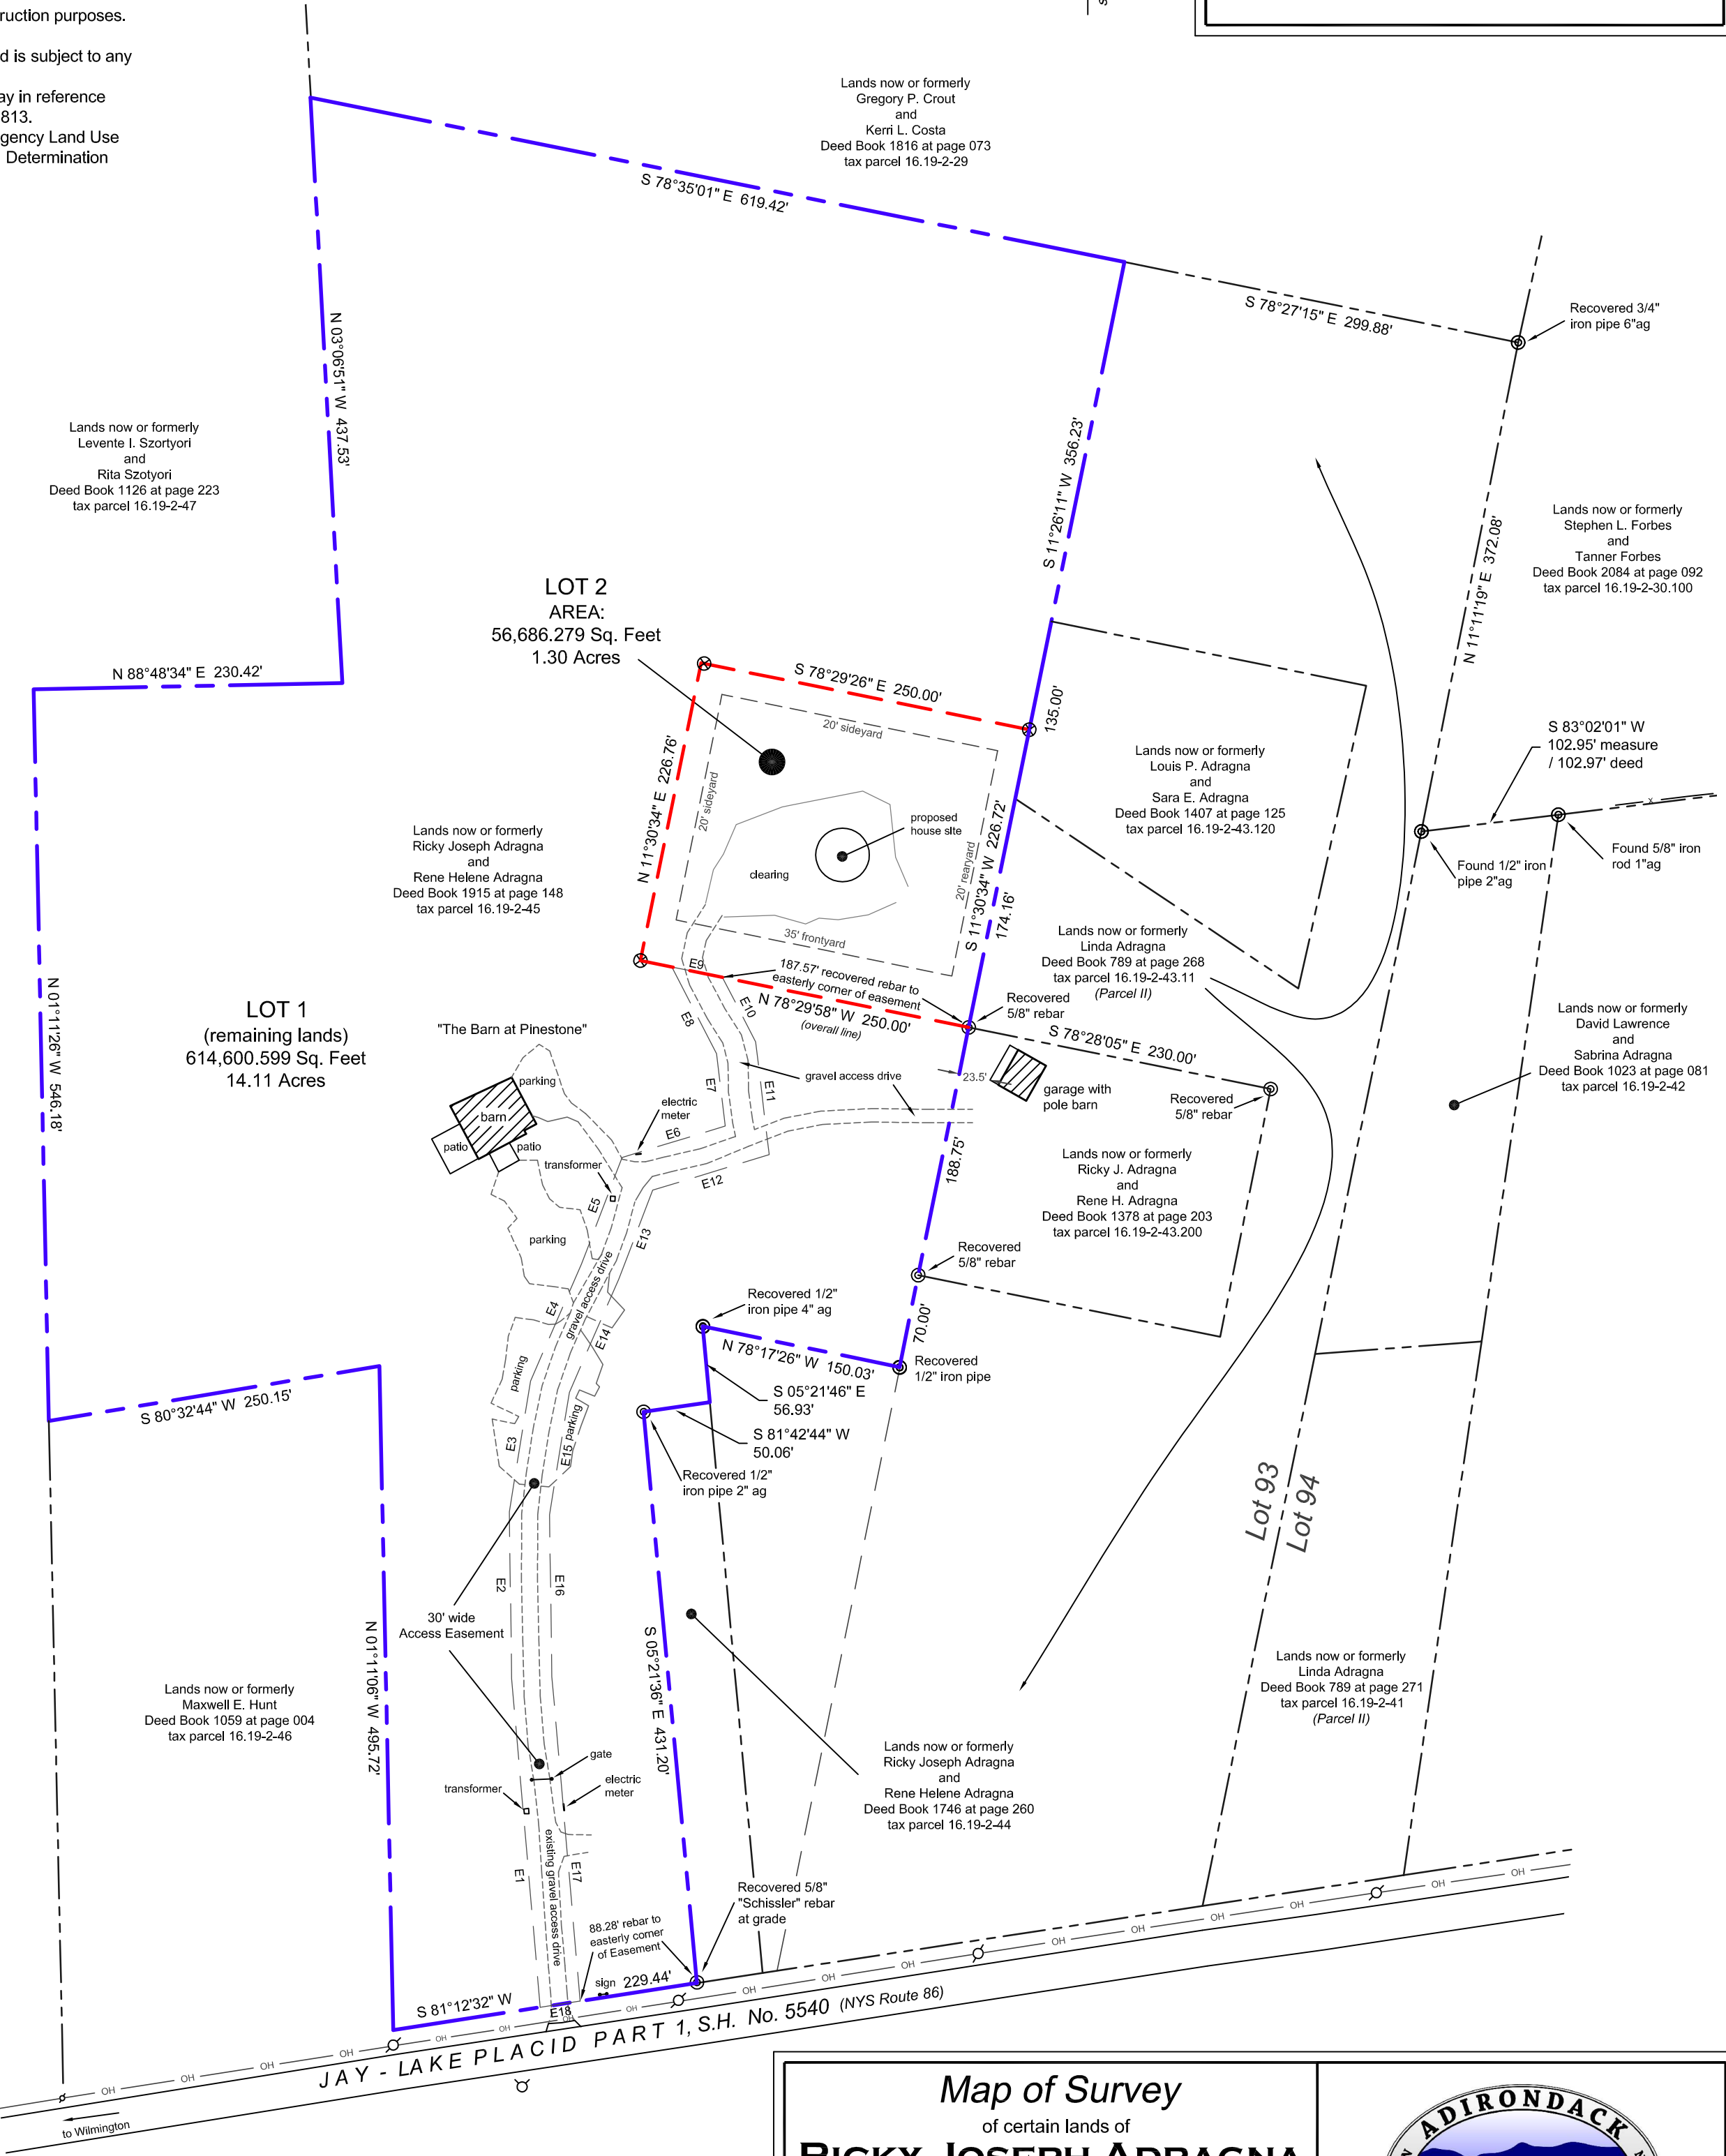 ruction purposes.
d is subject to any
ay in reference
813.
gency Land Use
Determination
Lands now or formerly
Gregory P. Crout
and
Kerri L. Costa
Deed Book 1816 at page 073
tax parcel 16.19-2-29
S 78°35'01" E 619.42'
S 78°27'15" E 299.88'
Recovered 3/4"
iron pipe 6"ag
N 03°06'51" W 437.53'
Lands now or formerly
Levente I. Szortyori
and
Rita Szotyori
Deed Book 1126 at page 223
tax parcel 16.19-2-47
S 11°26'11" W 356.23'
N 11°11'19" E 372.08'
Lands now or formerly
Stephen L. Forbes
and
Tanner Forbes
Deed Book 2084 at page 092
tax parcel 16.19-2-30.100
LOT 2
AREA:
56,686.279 Sq. Feet
1.30 Acres
N 88°48'34" E 230.42'
S 78°29'26" E 250.00'
135.00'
20' sideyard
N 11°30'34" E 226.76'
20' sideyard
proposed
house site
clearing
20' rearyard
S 11°30'34" W 226.72'
174.16'
35' frontyard
Lands now or formerly
Louis P. Adragna
and
Sara E. Adragna
Deed Book 1407 at page 125
tax parcel 16.19-2-43.120
S 83°02'01" W
102.95' measure
/ 102.97' deed
x
Found 1/2" iron
pipe 2"ag
Found 5/8" iron
rod 1"ag
Lands now or formerly
Ricky Joseph Adragna
and
Rene Helene Adragna
Deed Book 1915 at page 148
tax parcel 16.19-2-45
Lands now or formerly
Linda Adragna
Deed Book 789 at page 268
tax parcel 16.19-2-43.11
(Parcel II)
E9
187.57' recovered rebar to
easterly corner of easement
N 78°29'58" W 250.00'
(overall line)
Recovered
5/8" rebar
S 78°28'05" E 230.00'
E8
E10
E7
E11
gravel access drive
23.5'
garage with
pole barn
Recovered
5/8" rebar
Lands now or formerly
David Lawrence
and
Sabrina Adragna
Deed Book 1023 at page 081
tax parcel 16.19-2-42
N 01°11'26" W 546.18'
LOT 1
(remaining lands)
614,600.599 Sq. Feet
14.11 Acres
"The Barn at Pinestone"
parking
barn
patio
patio
electric
meter
E6
transformer
E12
E5
E13
parking
188.75'
Lands now or formerly
Ricky J. Adragna
and
Rene H. Adragna
Deed Book 1378 at page 203
tax parcel 16.19-2-43.200
Recovered
5/8" rebar
gravel access drive
E4
E14
Recovered 1/2"
iron pipe 4" ag
70.00'
N 78°17'26" W 150.03'
Recovered
1/2" iron pipe
parking
S 05°21'46" E
56.93'
S 81°42'44" W
50.06'
S 80°32'44" W 250.15'
E3
E15
parking
Recovered 1/2"
iron pipe 2" ag
Lot 93
Lot 94
E2
E16
30' wide
Access Easement
N 01°11'06" W 495.72'
S 05°21'36" E 431.20'
Lands now or formerly
Maxwell E. Hunt
Deed Book 1059 at page 004
tax parcel 16.19-2-46
Lands now or formerly
Linda Adragna
Deed Book 789 at page 271
tax parcel 16.19-2-41
(Parcel II)
gate
transformer
electric
meter
Lands now or formerly
Ricky Joseph Adragna
and
Rene Helene Adragna
Deed Book 1746 at page 260
tax parcel 16.19-2-44
existing gravel access drive
E1
E17
Recovered 5/8"
"Schissler" rebar
at grade
88.28' rebar to
easterly corner
of Easement
sign
229.44'
S 81°12'32" W
E18
OH OH OH OH OH OH OH OH OH OH OH OH OH OH OH OH OH OH
JAY - LAKE PLACID PART 1, S.H. No. 5540 (NYS Route 86)
to Wilmington
Map of Survey
of certain lands of
RICKY JOSEPH ADRAGNA
ADIRONDACK